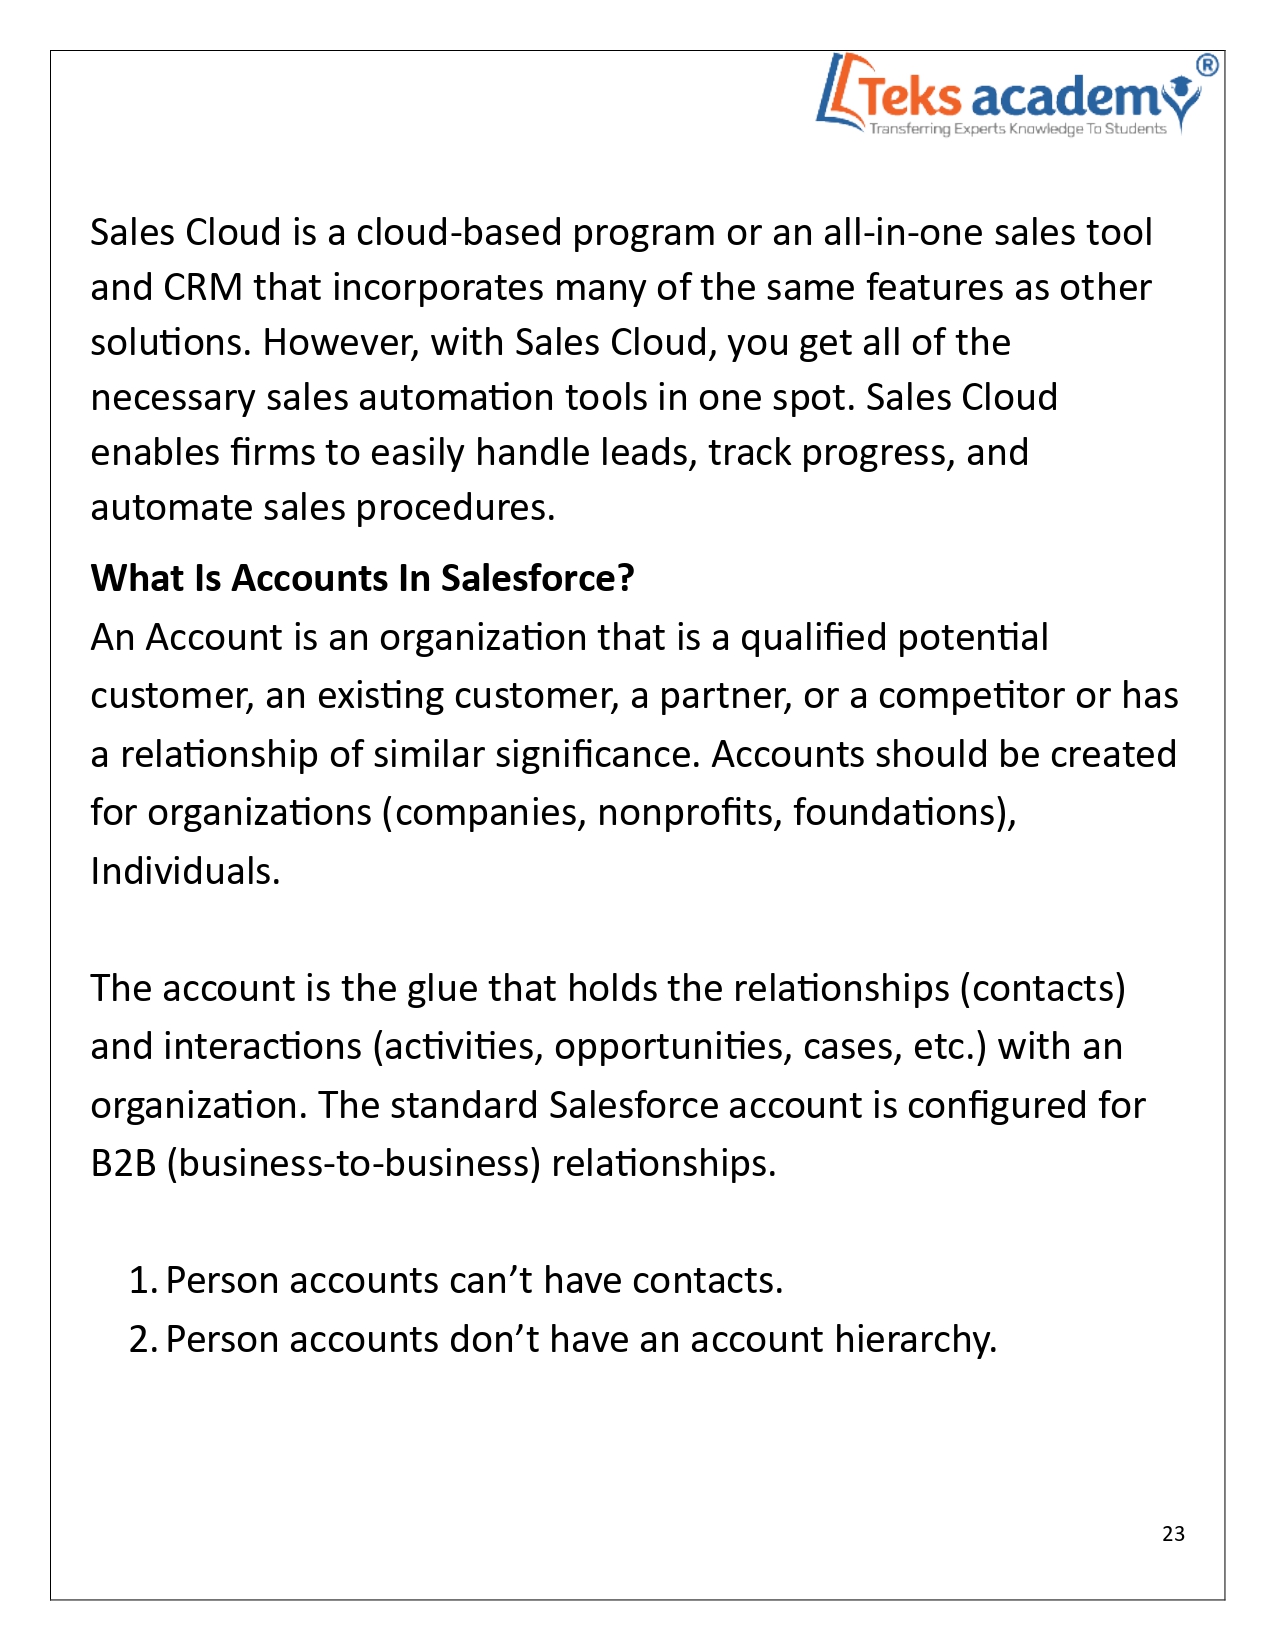 Teks academy®
Transferring Experts Knowledge To Students
Sales Cloud is a cloud-based program or an all-in-one sales tool
and CRM that incorporates many of the same features as other
solutions. However, with Sales Cloud, you get all of the
necessary sales automation tools in one spot. Sales Cloud
enables firms to easily handle leads, track progress, and
automate sales procedures.
What Is Accounts In Salesforce?
An Account is an organization that is a qualified potential
customer, an existing customer, a partner, or a competitor or has
a relationship of similar significance. Accounts should be created
for organizations (companies, nonprofits, foundations),
Individuals.
The account is the glue that holds the relationships (contacts)
and interactions (activities, opportunities, cases, etc.) with an
organization. The standard Salesforce account is configured for
B2B (business-to-business) relationships.
1. Person accounts can’t have contacts.
2. Person accounts don’t have an account hierarchy.
23